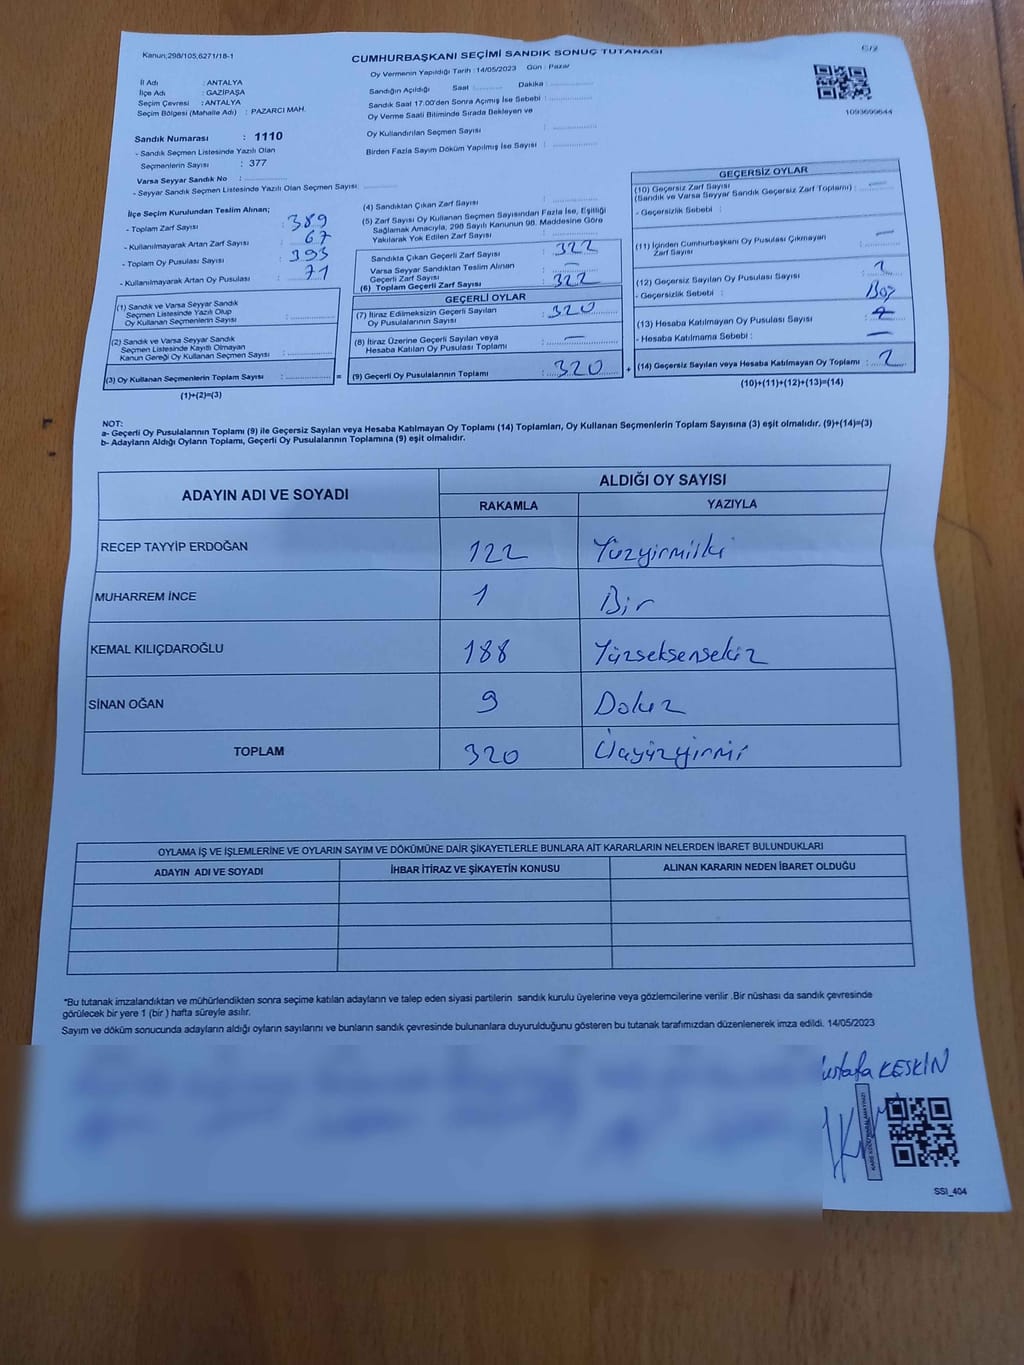 Kanun;298/105,6271/18-1
CUMHURBAŞKANI SEÇİMİ SANDIK SONUÇ TUTANAĞI
Oy Vermenin Yapıldığı Tarih : 14/05/2023 Gün : Pazar
İl Adı : ANTALYA
İlçe Adı : GAZİPAŞA
Seçim Çevresi : ANTALYA
Seçim Bölgesi (Mahalle Adı) : PAZARCI MAH.
Sandık Numarası : 1110
- Sandık Seçmen Listesinde Yazılı Olan
Seçmenlerin Sayısı : 377
Varsa Seyyar Sandık No :
- Seyyar Sandık Seçmen Listesinde Yazılı Olan Seçmen Sayısı:
Sandığın Açıldığı Saat : Dakika :
Sandık Saat 17.00'den Sonra Açımış İse Sebebi :
Oy Verme Saati Bitiminde Sırada Bekleyen ve
Oy Kullandırılan Seçmen Sayısı :
Birden Fazla Sayım Döküm Yapılmış İse Sayısı :
1093699644
İlçe Seçim Kurulundan Teslim Alınan;
- Toplam Zarf Sayısı : 389
- Kullanılmayarak Artan Zarf Sayısı : 67
- Toplam Oy Pusulası Sayısı : 393
- Kullanılmayarak Artan Oy Pusulası : 71
(1) Sandık ve Varsa Seyyar Sandık
Seçmen Listesinde Yazılı Olup
Oy Kullanan Seçmenlerin Sayısı :
(2) Sandık ve Varsa Seyyar Sandık
Seçmen Listesinde Kayıtlı Olmayan
Kanun Gereği Oy Kullanan Seçmen Sayısı :
(3) Oy Kullanan Seçmenlerin Toplam Sayısı : =
(1)+(2)=(3)
(4) Sandıktan Çıkan Zarf Sayısı :
(5) Zarf Sayısı Oy Kullanan Seçmen Sayısından Fazla İse, Eşitliği
Sağlamak Amacıyla, 298 Sayılı Kanunun 98. Maddesine Göre
Yakılarak Yok Edilen Zarf Sayısı :
Sandıkta Çıkan Geçerli Zarf Sayısı : 322
Varsa Seyyar Sandıktan Teslim Alınan
Geçerli Zarf Sayısı : —
(6) Toplam Geçerli Zarf Sayısı : 322
GEÇERLİ OYLAR
(7) İtiraz Edilmeksizin Geçerli Sayılan
Oy Pusulalarının Sayısı : 320
(8) İtiraz Üzerine Geçerli Sayılan veya
Hesaba Katılan Oy Pusulası Toplamı : —
(9) Geçerli Oy Pusulalarının Toplamı : 320 +
GEÇERSİZ OYLAR
(10) Geçersiz Zarf Sayısı
(Sandık ve Varsa Seyyar Sandık Geçersiz Zarf Toplamı) : —
- Geçersizlik Sebebi :
(11) İçinden Cumhurbaşkanı Oy Pusulası Çıkmayan
Zarf Sayısı : —
(12) Geçersiz Sayılan Oy Pusulası Sayısı : 2
- Geçersizlik Sebebi : Boş
(13) Hesaba Katılmayan Oy Pusulası Sayısı :
- Hesaba Katılmama Sebebi : —
(14) Geçersiz Sayılan veya Hesaba Katılmayan Oy Toplamı : 2
(10)+(11)+(12)+(13)=(14)
NOT:
a- Geçerli Oy Pusulalarının Toplamı (9) ile Geçersiz Sayılan veya Hesaba Katılmayan Oy Toplamı (14) Toplamları, Oy Kullanan Seçmenlerin Toplam Sayısına (3) eşit olmalıdır. (9)+(14)=(3)
b- Adayların Aldığı Oyların Toplamı, Geçerli Oy Pusulalarının Toplamına (9) eşit olmalıdır.
ADAYIN ADI VE SOYADI
ALDIĞI OY SAYISI
RAKAMLA YAZIYLA
RECEP TAYYİP ERDOĞAN 122 Yüzyirmiiki
MUHARREM İNCE 1 Bir
KEMAL KILIÇDAROĞLU 188 Yüzseksensekiz
SİNAN OĞAN 9 Dokuz
TOPLAM 320 Üçyüzyirmi
OYLAMA İŞ VE İŞLEMLERİNE VE OYLARIN SAYIM VE DÖKÜMÜNE DAİR ŞİKAYETLERLE BUNLARA AİT KARARLARIN NELERDEN İBARET BULUNDUKLARI
ADAYIN ADI VE SOYADI İHBAR İTİRAZ VE ŞİKAYETİN KONUSU ALINAN KARARIN NEDEN İBARET OLDUĞU
*Bu tutanak imzalandıktan ve mühürlendikten sonra seçime katılan adayların ve talep eden siyasi partilerin sandık kurulu üyelerine veya gözlemcilerine verilir .Bir nüshası da sandık çevresinde
görülecek bir yere 1 (bir ) hafta süreyle asılır.
Sayım ve döküm sonucunda adayların aldığı oyların sayılarını ve bunların sandık çevresinde bulunanlara duyurulduğunu gösteren bu tutanak tarafımızdan düzenlenerek imza edildi. 14/05/2023
ustafa KESKİN
KARE KODU KARALAMAYINIZ!
SSI_404